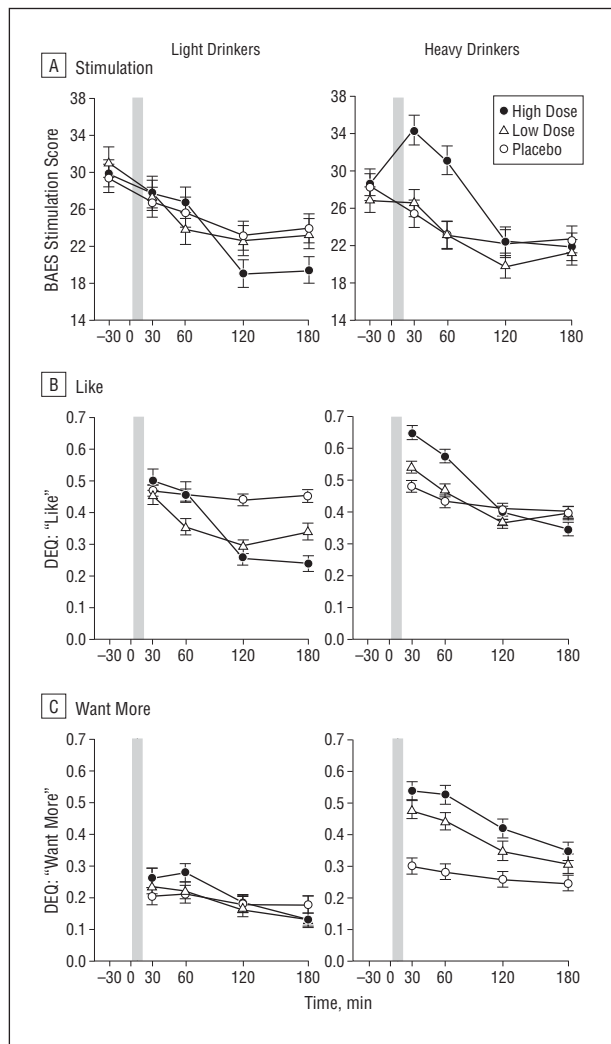 Light Drinkers
Heavy Drinkers
A Stimulation
BAES Stimulation Score
38
34
30
26
22
18
14
–30 0 30 60 120 180
38
34
30
26
22
18
14
–30 0 30 60 120 180
High Dose
Low Dose
Placebo
B Like
DEQ: “Like”
0.7
0.6
0.5
0.4
0.3
0.2
0.1
0.0
–30 0 30 60 120 180
0.7
0.6
0.5
0.4
0.3
0.2
0.1
0.0
–30 0 30 60 120 180
C Want More
DEQ: “Want More”
0.7
0.6
0.5
0.4
0.3
0.2
0.1
0.0
–30 0 30 60 120 180
0.7
0.6
0.5
0.4
0.3
0.2
0.1
0.0
–30 0 30 60 120 180
Time, min